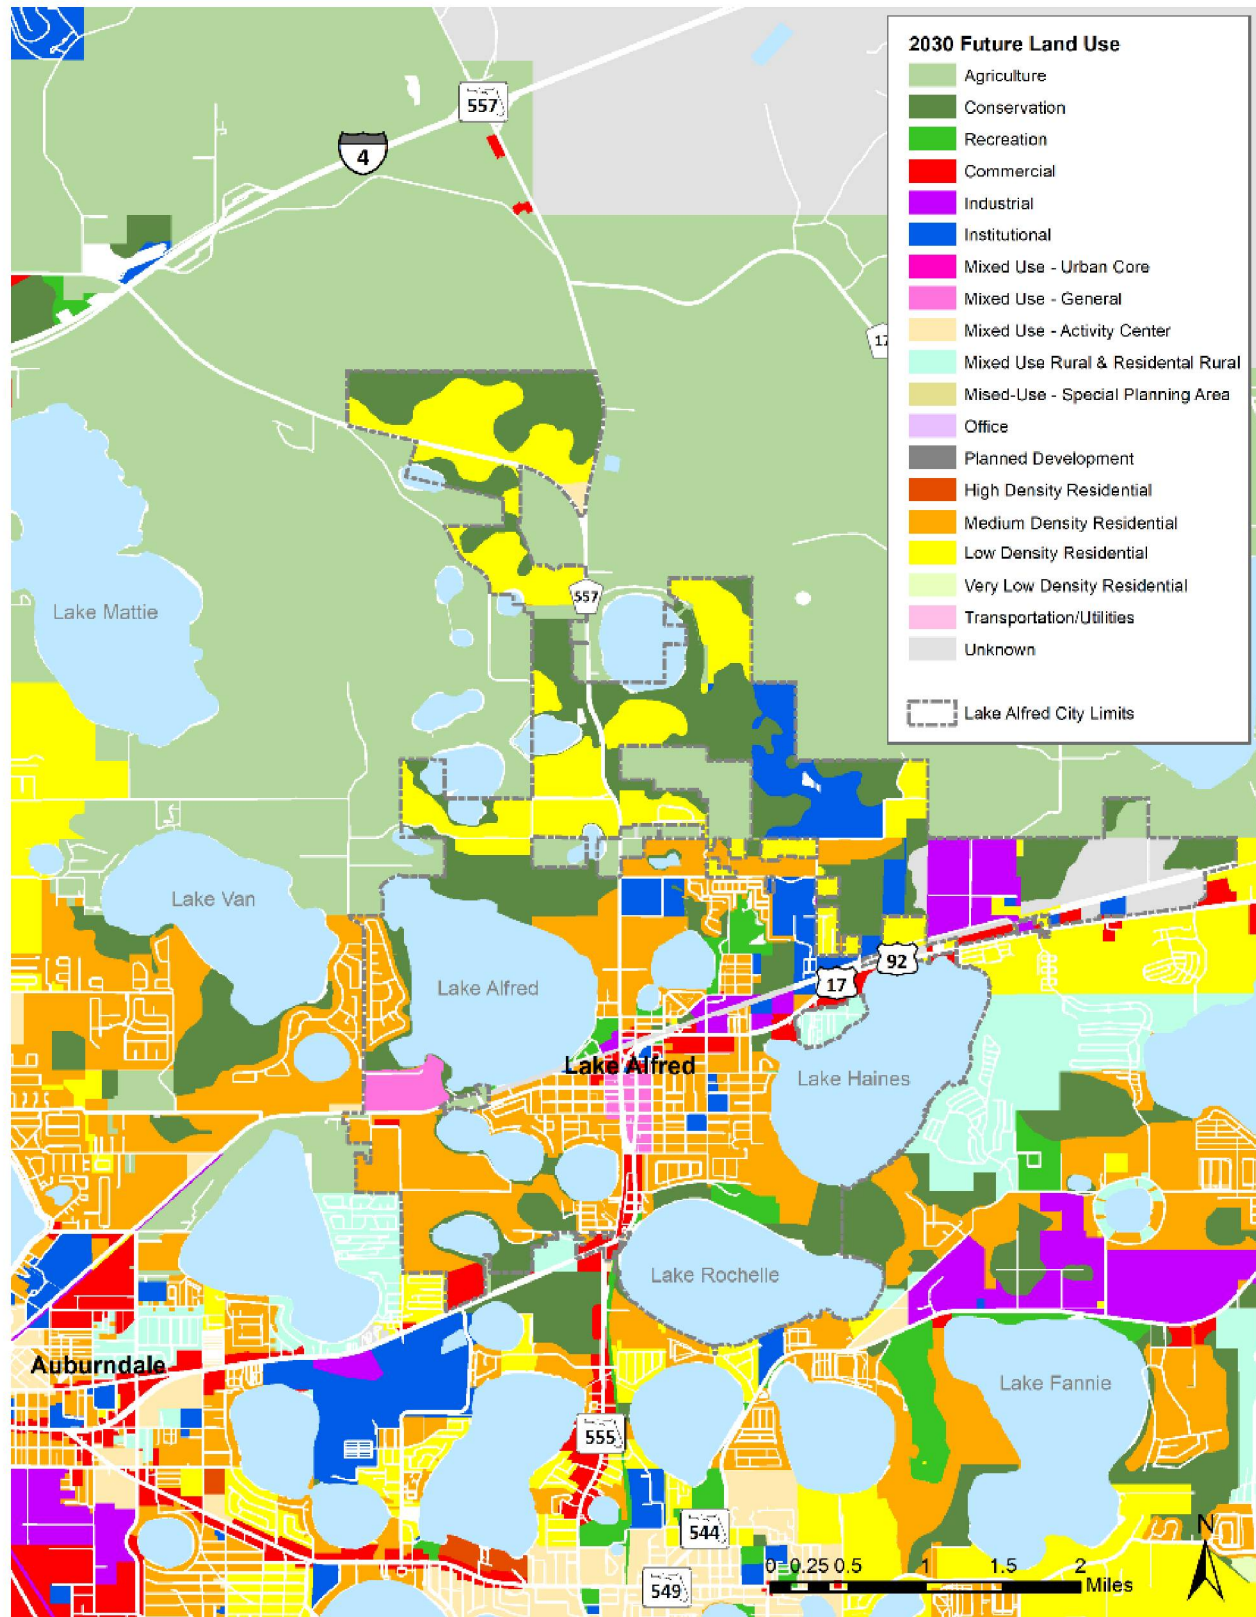 2030 Future Land Use
Agriculture
Conservation
Recreation
Commercial
Industrial
Institutional
Mixed Use - Urban Core
Mixed Use - General
Mixed Use - Activity Center
Mixed Use Rural & Residental Rural
Mised-Use - Special Planning Area
Office
Planned Development
High Density Residential
Medium Density Residential
Low Density Residential
Very Low Density Residential
Transportation/Utilities
Unknown
Lake Alfred City Limits
557
4
17
557
Lake Mattie
Lake Van
Lake Alfred
92
17
Lake Alfred
Lake Haines
Lake Rochelle
Auburndale
Lake Fannie
555
544
549
N
0 0.25 0.5 1 1.5 2
Miles